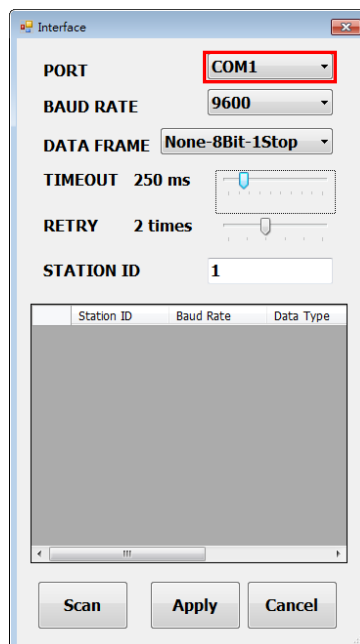 Interface
PORT COM1
BAUD RATE 9600
DATA FRAME None-8Bit-1Stop
TIMEOUT 250 ms
RETRY 2 times
STATION ID 1
Station ID Baud Rate Data Type
Scan Apply Cancel